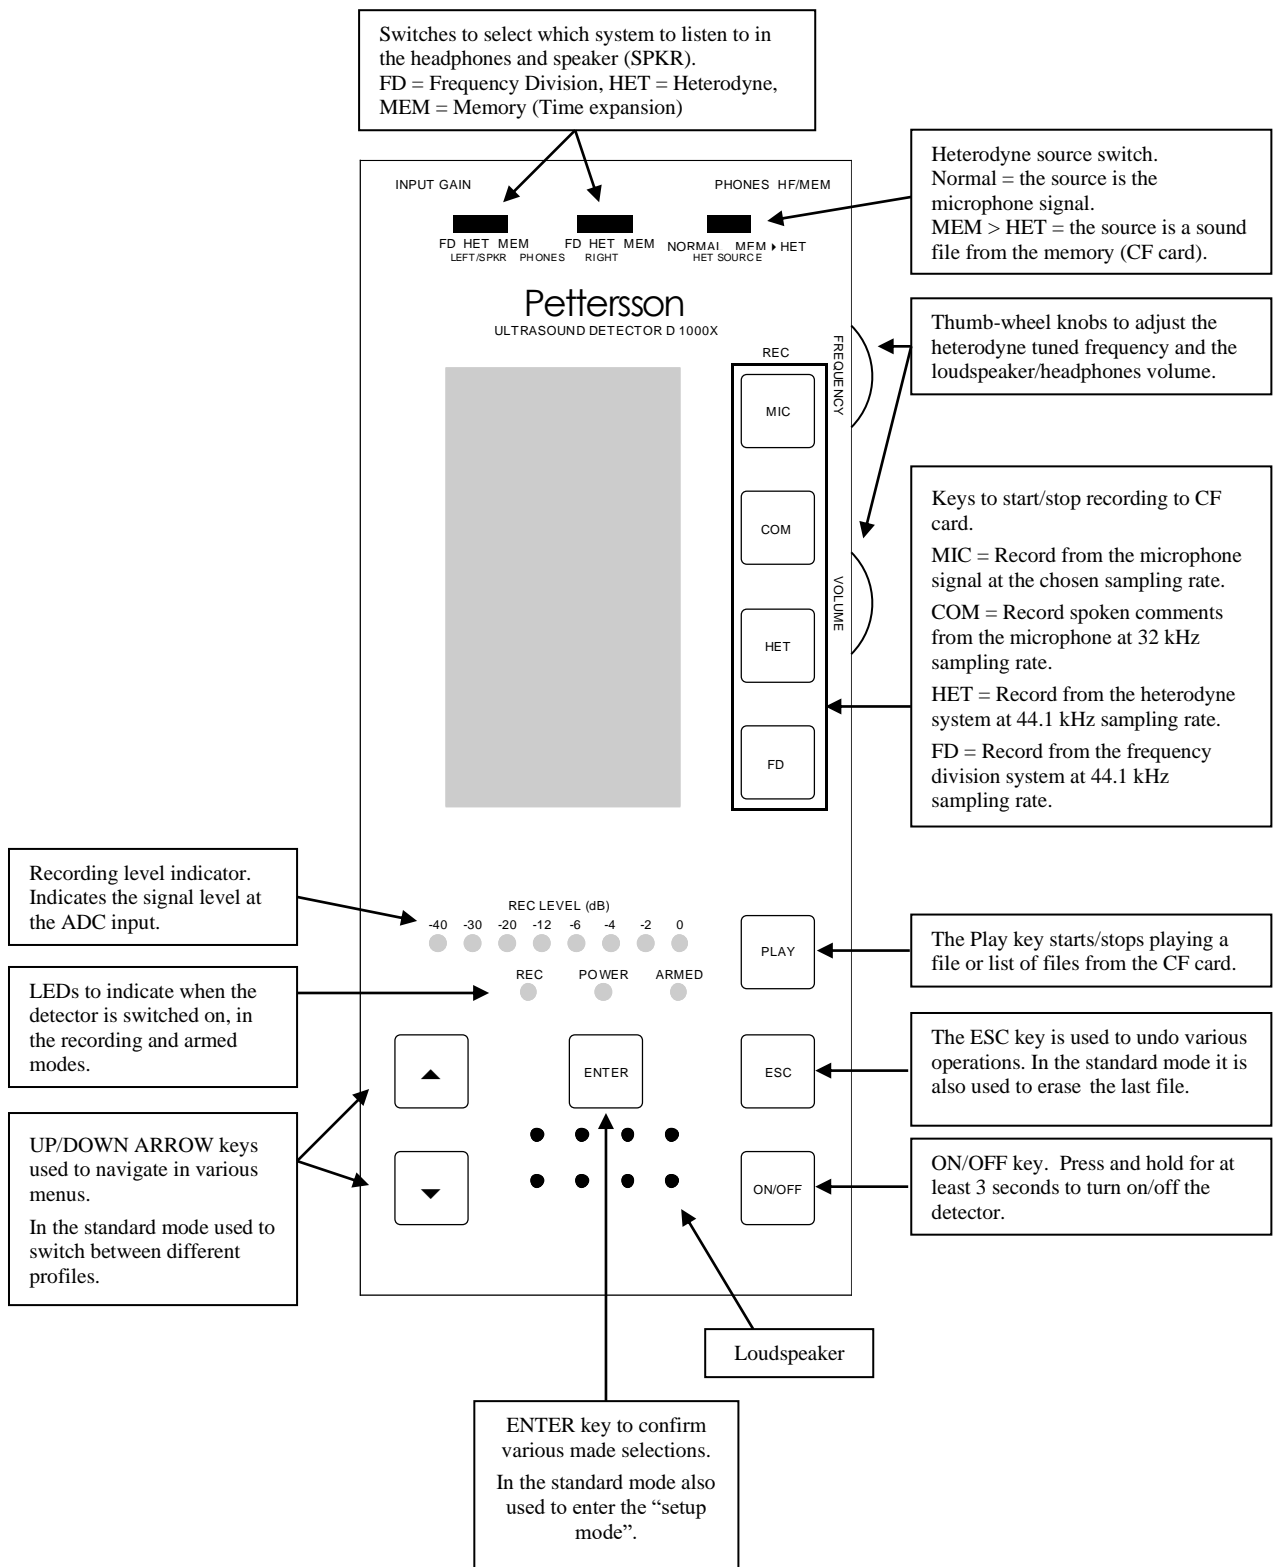 Switches to select which system to listen to in
the headphones and speaker (SPKR).
FD = Frequency Division, HET = Heterodyne,
MEM = Memory (Time expansion)
Heterodyne source switch.
Normal = the source is the
microphone signal.
MEM > HET = the source is a sound
file from the memory (CF card).
INPUT GAIN
PHONES HF/MEM
FD HET MEM
FD HET MEM
NORMAL MEM▸HET
LEFT/SPKR PHONES RIGHT
HET SOURCE
Pettersson
ULTRASOUND DETECTOR D 1000X
Thumb-wheel knobs to adjust the
heterodyne tuned frequency and the
loudspeaker/headphones volume.
REC
FREQUENCY
MIC
COM
VOLUME
HET
FD
Keys to start/stop recording to CF
card.
MIC = Record from the microphone
signal at the chosen sampling rate.
COM = Record spoken comments
from the microphone at 32 kHz
sampling rate.
HET = Record from the heterodyne
system at 44.1 kHz sampling rate.
FD = Record from the frequency
division system at 44.1 kHz
sampling rate.
Recording level indicator.
Indicates the signal level at
the ADC input.
REC LEVEL (dB)
-40 -30 -20 -12 -6 -4 -2 0
REC POWER ARMED
PLAY
The Play key starts/stops playing a
file or list of files from the CF card.
LEDs to indicate when the
detector is switched on, in
the recording and armed
modes.
ENTER
ESC
The ESC key is used to undo various
operations. In the standard mode it is
also used to erase the last file.
UP/DOWN ARROW keys
used to navigate in various
menus.
In the standard mode used to
switch between different
profiles.
ON/OFF
ON/OFF key. Press and hold for at
least 3 seconds to turn on/off the
detector.
Loudspeaker
ENTER key to confirm
various made selections.
In the standard mode also
used to enter the “setup
mode”.